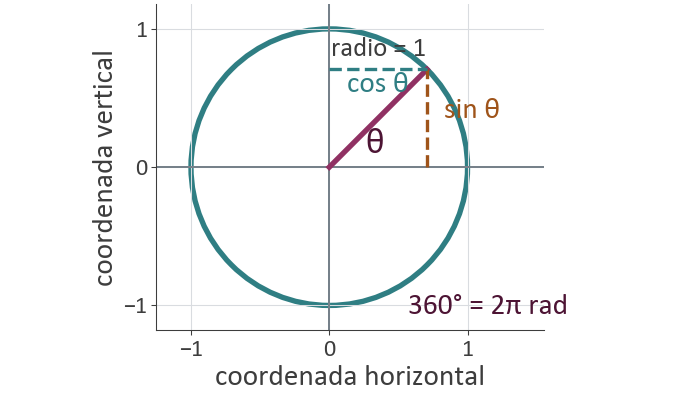 1
radio = 1
cos θ
sin θ
θ
0
−1
360° = 2π rad
−1
0
1
coordenada horizontal
coordenada vertical